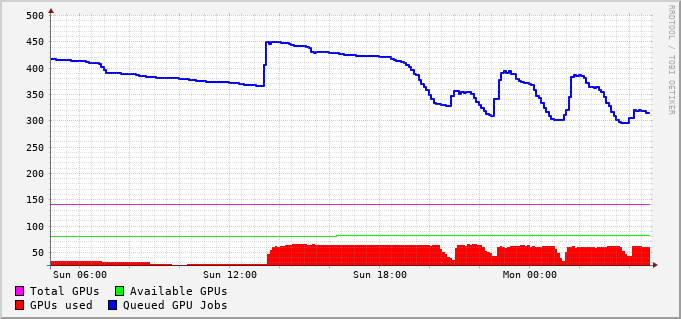 500
450
400
350
300
250
200
150
100
50
Sun 06:00 Sun 12:00 Sun 18:00 Mon 00:00
Total GPUs Available GPUs
GPUs used Queued GPU Jobs
RRDTOOL / TOBI OETIKER